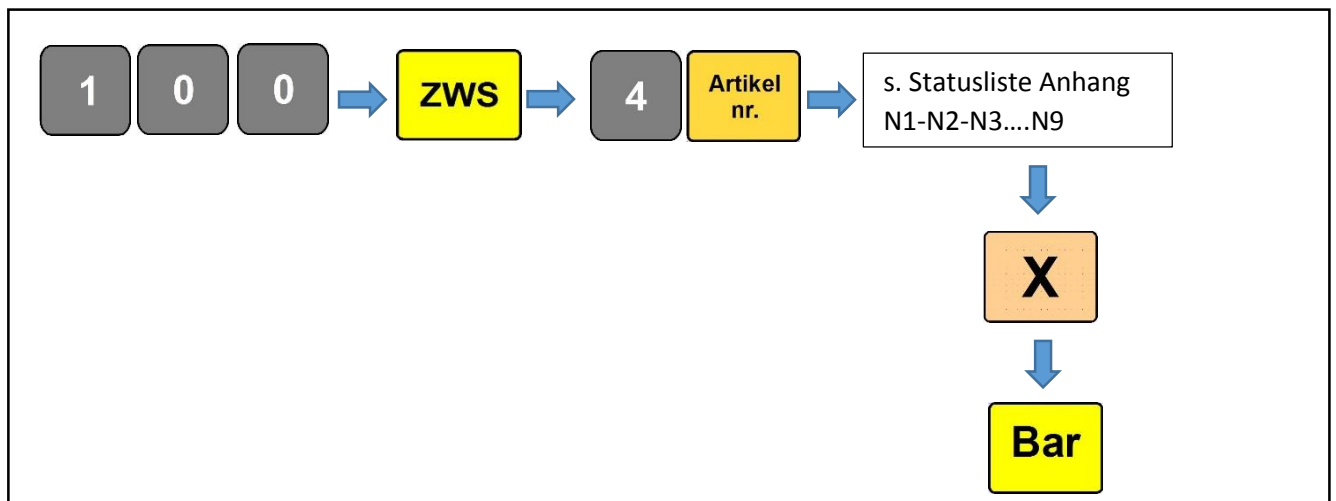 1 0 0
ZWS
4
Artikel
nr.
s. Statusliste Anhang
N1-N2-N3....N9
X
Bar